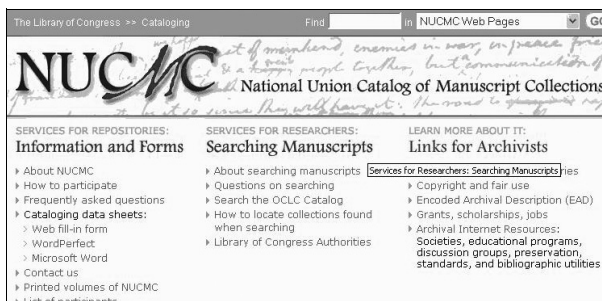 The Library of Congress >> Cataloging
Find
in NUCMC Web Pages
GO
NUCMC
National Union Catalog of Manuscript Collections
SERVICES FOR REPOSITORIES:
Information and Forms
About NUCMC
How to participate
Frequently asked questions
Cataloging data sheets:
Web fill-in form
WordPerfect
Microsoft Word
Contact us
Printed volumes of NUCMC
List of participants
SERVICES FOR RESEARCHERS:
Searching Manuscripts
About searching manuscripts
Questions on searching
Search the OCLC Catalog
How to locate collections found
when searching
Library of Congress Authorities
Services for Researchers: Searching Manuscripts
LEARN MORE ABOUT IT:
Links for Archivists
ries
Copyright and fair use
Encoded Archival Description (EAD)
Grants, scholarships, jobs
Archival Internet Resources:
Societies, educational programs,
discussion groups, preservation,
standards, and bibliographic utilities